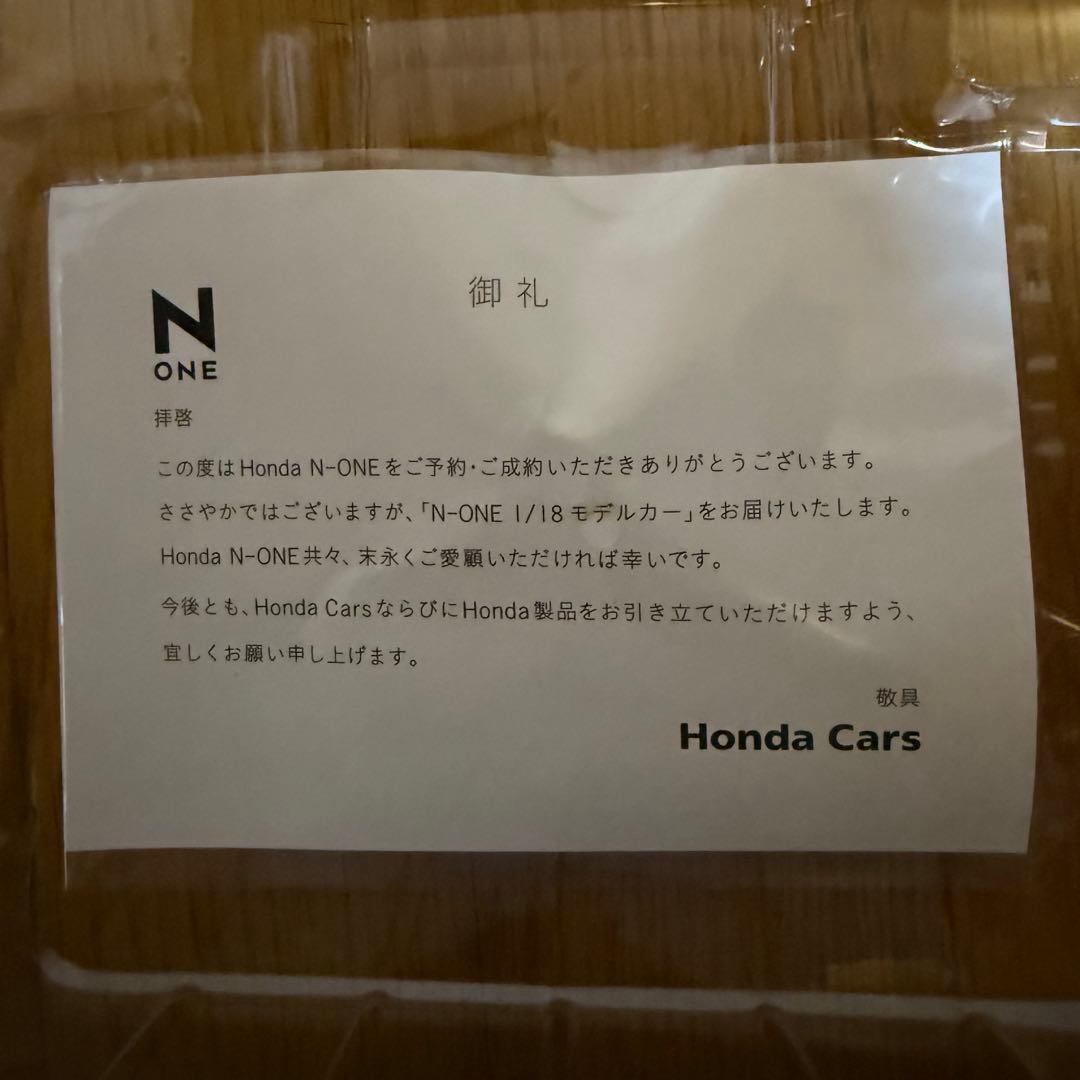 御礼
N
ONE
拝啓
この度はHonda N-ONEをご予約・ご成約いただきありがとうございます。
ささやかではございますが、「N-ONE 1/18モデルカー」をお届けいたします。
Honda N-ONE共々、末永くご愛顧いただければ幸いです。
今後とも、Honda CarsならびにHonda製品をお引き立ていただけますよう、
宜しくお願い申し上げます。
敬具
Honda Cars